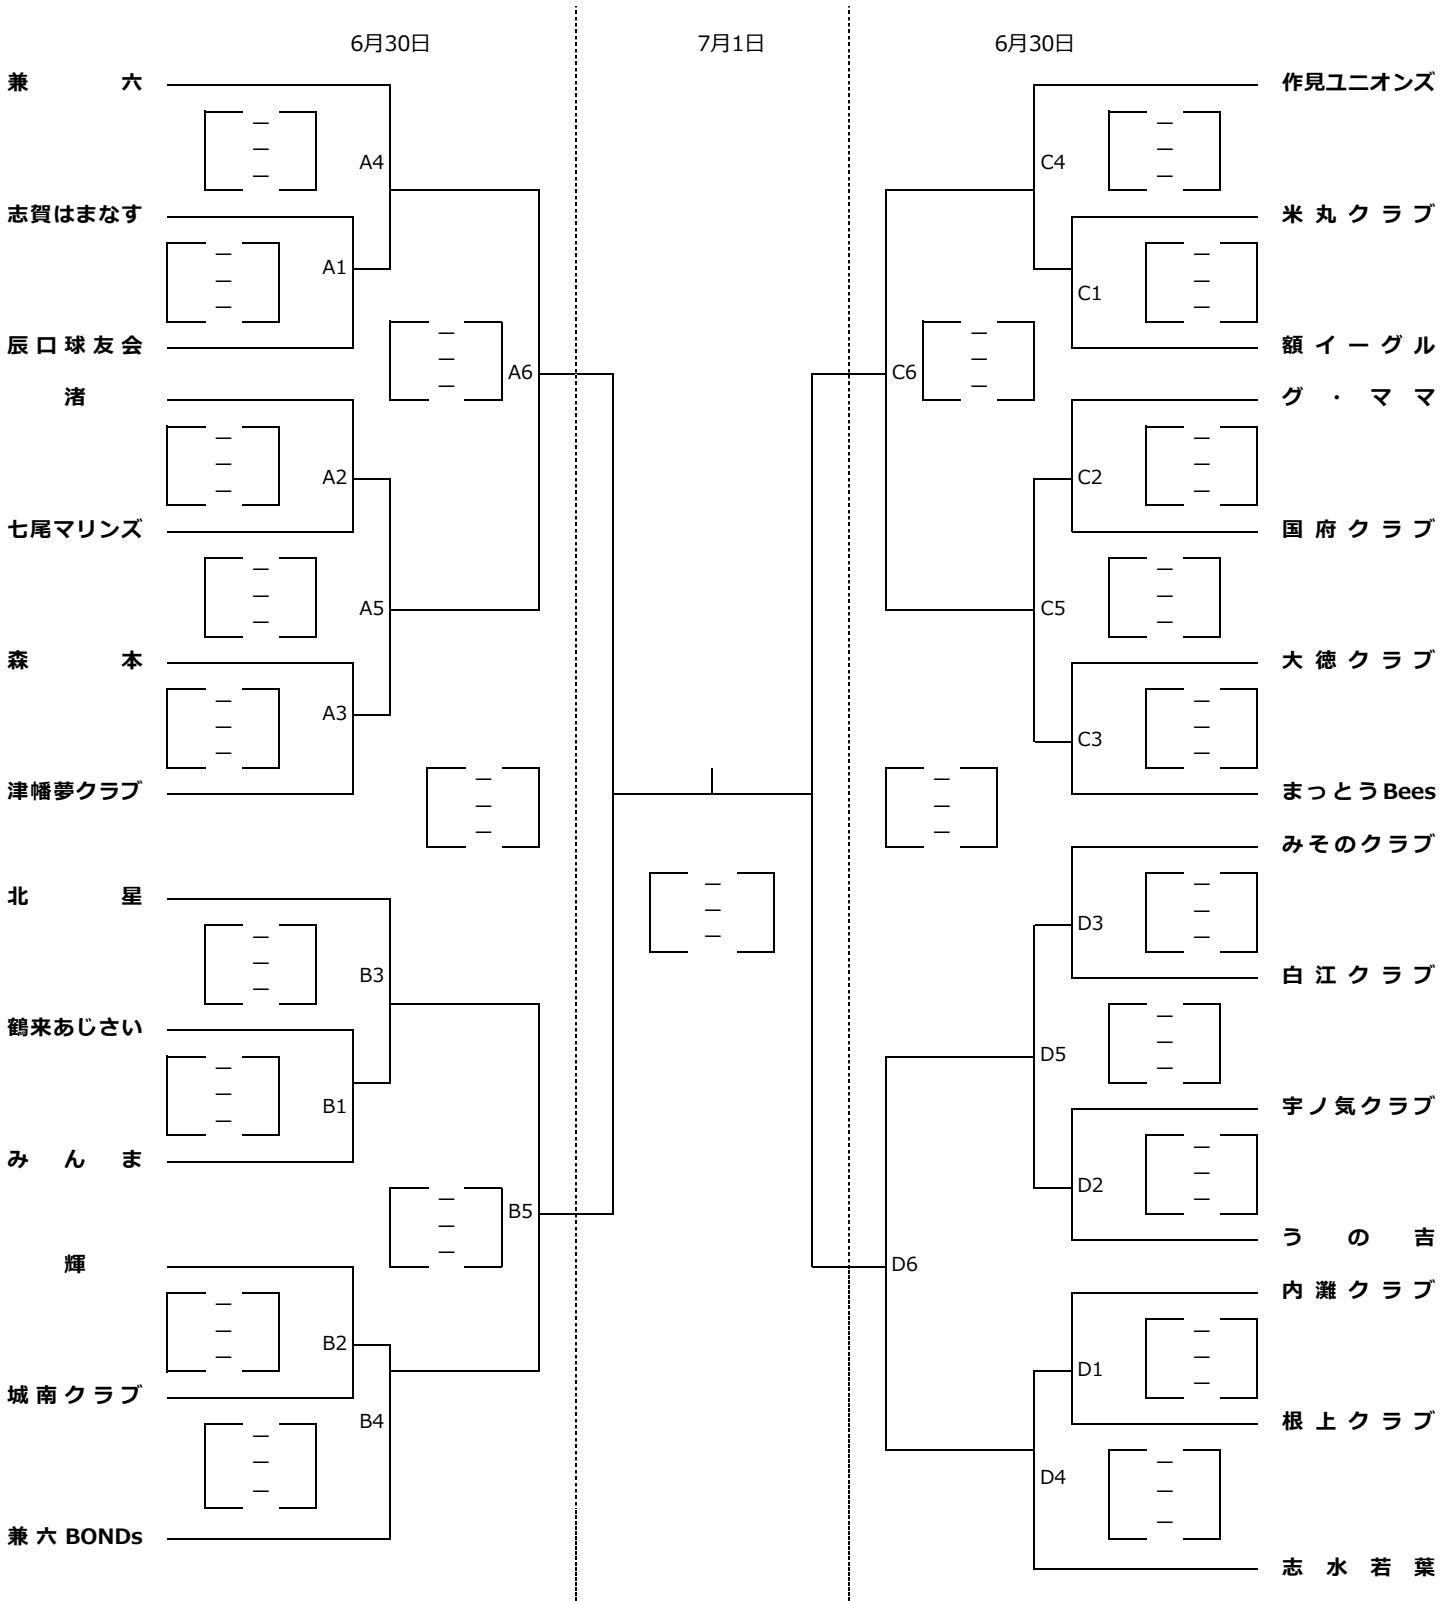 6月30日 7月1日 6月30日
兼六 作見ユニオンズ
— —
— A4 C4 —
— —
志賀はまなす 米丸クラブ
— —
— A1 —
— C1 —
辰口球友会 額イーグル
— —
— —
— A6 C6 —
渚 グ・ママ
— —
— A2 C2 —
— —
七尾マリンズ 国府クラブ
— —
— A5 C5 —
— —
森本 大徳クラブ
— —
— A3 —
— C3 —
津幡夢クラブ まっとうBees
— —
— —
— —
みそのクラブ
北星
— —
— —
— D3 —
—
— B3
—
白江クラブ
鶴来あじさい
— —
— D5 —
— B1 —
宇ノ気クラブ
みんま
—
— D2
—
— B5
—
—
うの吉
輝 D6
内灘クラブ
— —
— B2 —
— D1 —
城南クラブ
根上クラブ
— B4
—
—
— D4
—
—
兼六BONDs
志水若葉